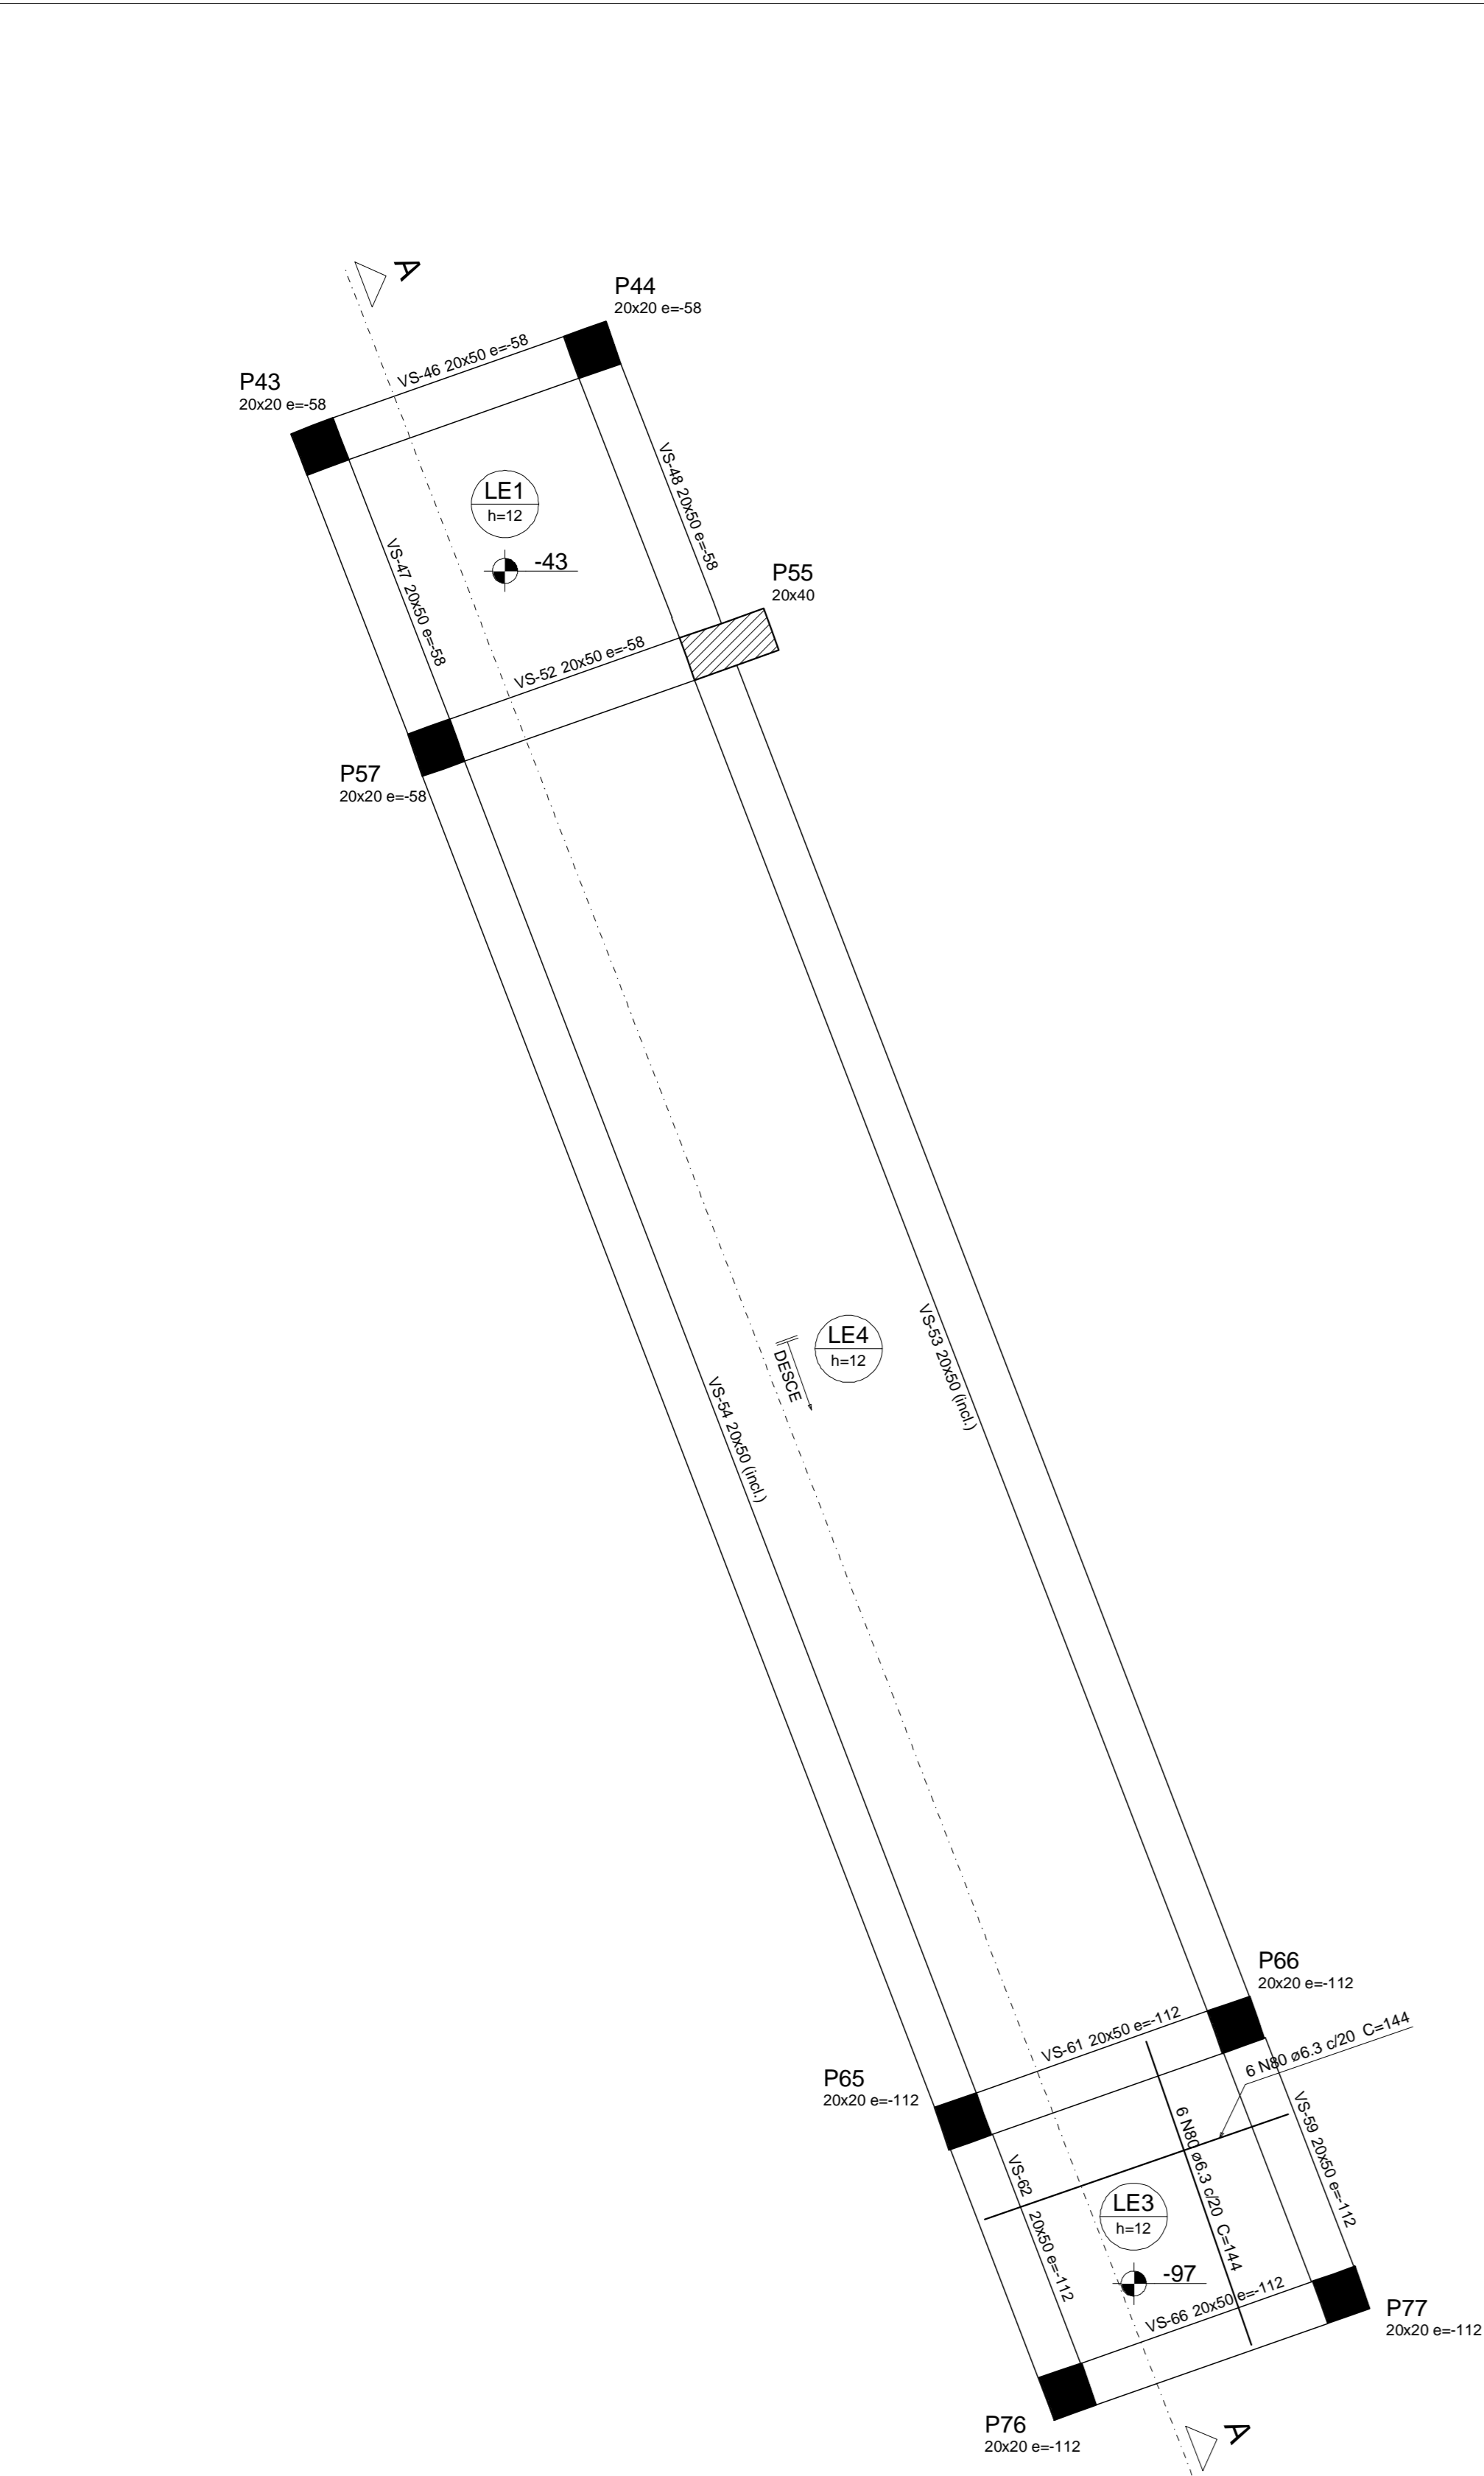 A
P44
20x20 e=-58
VS-46 20x50 e=-58
P43
20x20 e=-58
VS-48 20x50 e=-58
LE1
h=12
-43
VS-47 20x50 e=-58
P55
20x40
VS-52 20x50 e=-58
P57
20x20 e=-58
LE4
h=12
DESCE
VS-53 20x50 (incl.)
VS-54 20x50 (incl.)
P66
20x20 e=-112
VS-61 20x50 e=-112
6 N80 ø6.3 c/20 C=144
P65
20x20 e=-112
VS-59 20x50 e=-112
6 N80 ø6.3 c/20 C=144
VS-62 20x50 e=-112
LE3
h=12
-97
VS-66 20x50 e=-112
P77
20x20 e=-112
P76
20x20 e=-112
A